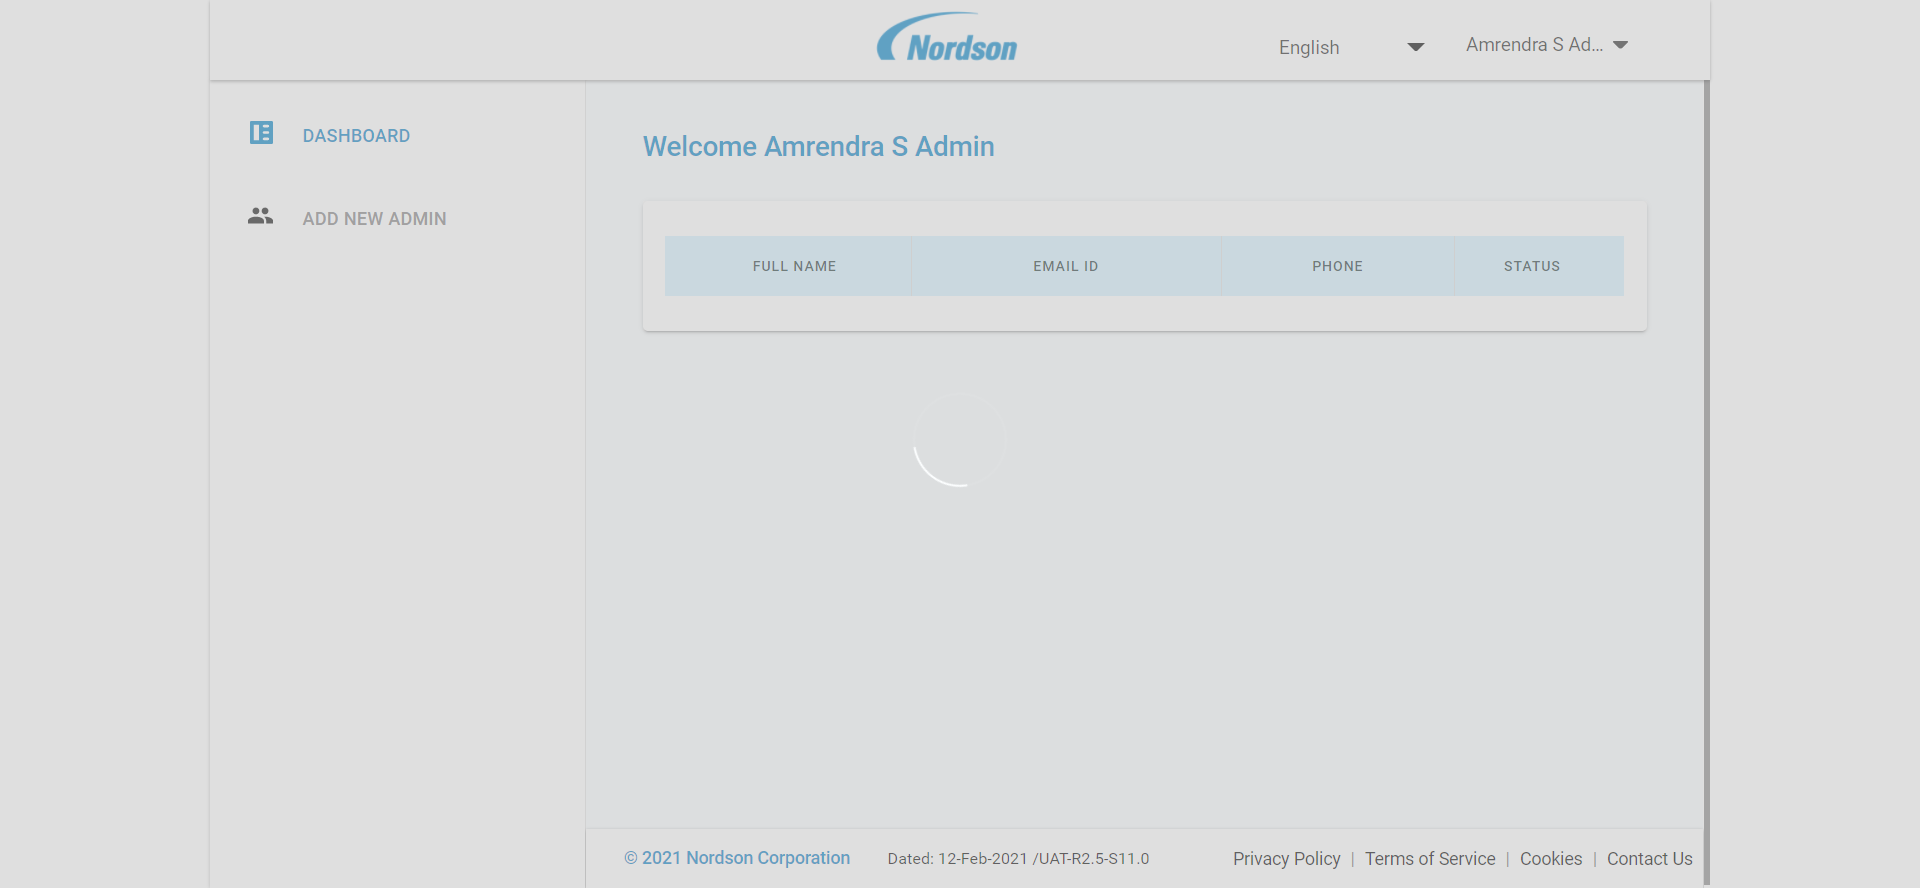 Nordson
English
Amrendra S Ad...
DASHBOARD
ADD NEW ADMIN
Welcome Amrendra S Admin
FULL NAME EMAIL ID PHONE STATUS
© 2021 Nordson Corporation Dated: 12-Feb-2021 /UAT-R2.5-S11.0 Privacy Policy | Terms of Service | Cookies | Contact Us